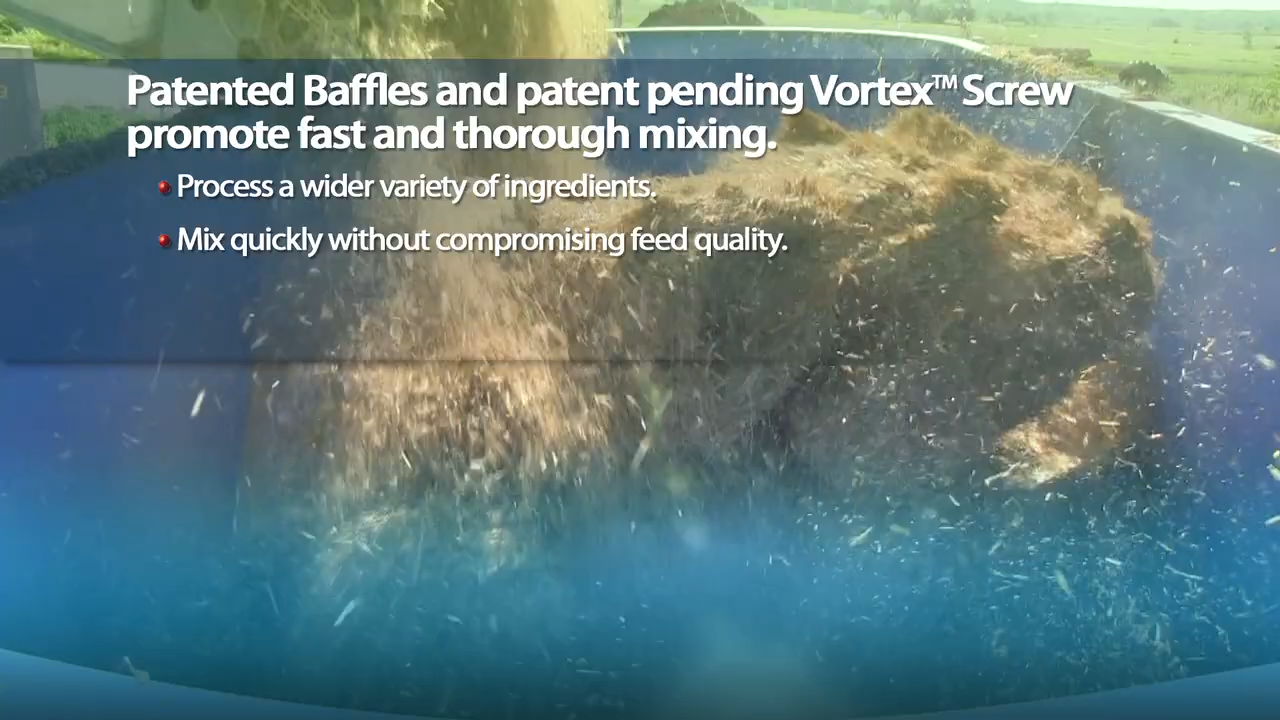 Patented Baffles and patent pending Vortex™ Screw
promote fast and thorough mixing.
Process a wider variety of ingredients.
Mix quickly without compromising feed quality.